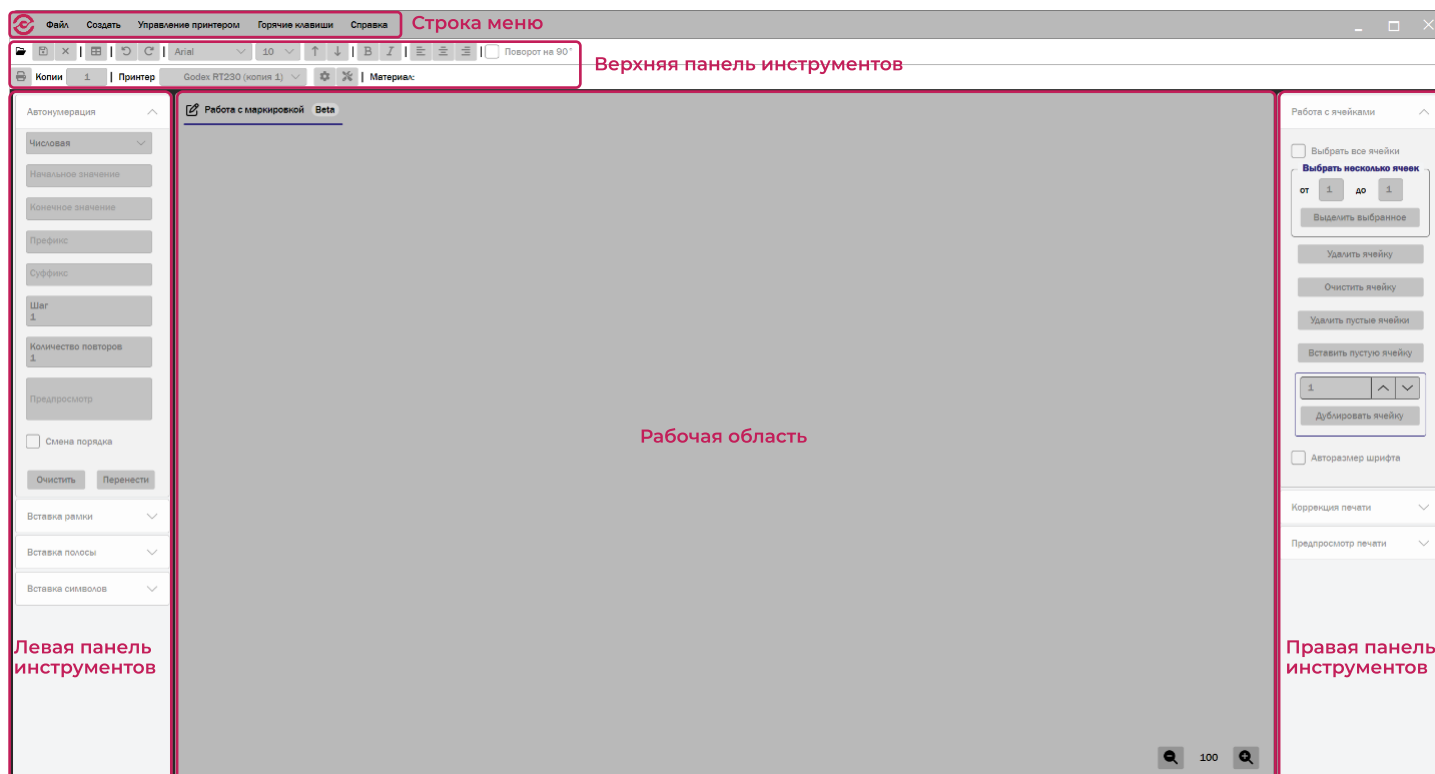 Файл Создать Управление принтером Горячие клавиши Справка Строка меню
Arial 10 B I Поворот на 90°
Верхняя панель инструментов
Копии 1 Принтер Godex RT230 (копия 1) Материал:
Автонумерация
Работа с маркировкой Beta
Работа с ячейками
Числовая
Начальное значение
Конечное значение
Префикс
Суффикс
Шаг
1
Количество повторов
1
Предпросмотр
Смена порядка
Очистить Перенести
Вставка рамки
Вставка полосы
Вставка символов
Левая панель
инструментов
Рабочая область
100
Выбрать все ячейки
Выбрать несколько ячеек
от 1 до 1
Выделить выбранное
Удалить ячейку
Очистить ячейку
Удалить пустые ячейки
Вставить пустую ячейку
1
Дублировать ячейку
Авторазмер шрифта
Коррекция печати
Предпросмотр печати
Правая панель
инструментов